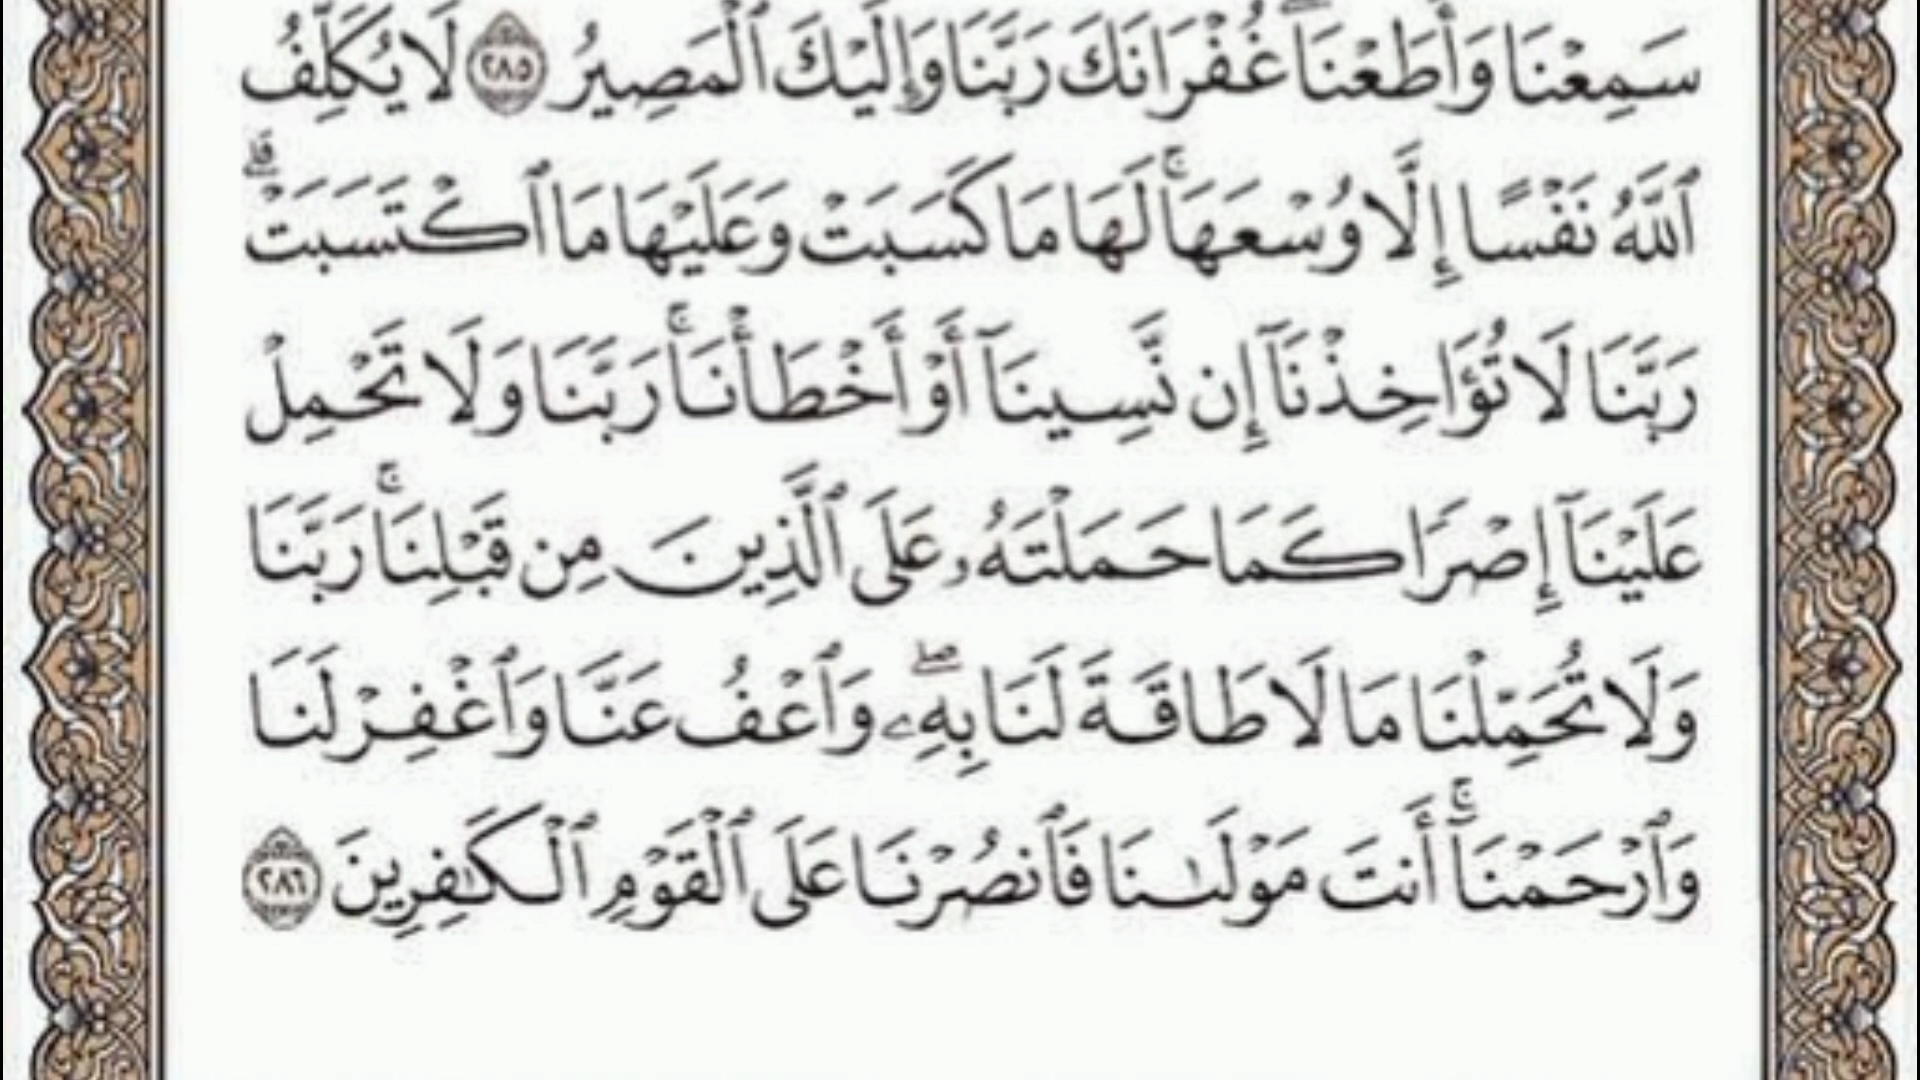 سَمِعْنَا وَأَطَعْنَا ۖ غُفْرَانَكَ رَبَّنَا وَإِلَيْكَ ٱلْمَصِيرُ ٢٨٥ لَا يُكَلِّفُ
ٱللَّهُ نَفْسًا إِلَّا وُسْعَهَا ۚ لَهَا مَا كَسَبَتْ وَعَلَيْهَا مَا ٱكْتَسَبَتْ ۗ
رَبَّنَا لَا تُؤَاخِذْنَآ إِن نَّسِينَآ أَوْ أَخْطَأْنَا ۚ رَبَّنَا وَلَا تَحْمِلْ
عَلَيْنَآ إِصْرًا كَمَا حَمَلْتَهُۥ عَلَى ٱلَّذِينَ مِن قَبْلِنَا ۚ رَبَّنَا
وَلَا تُحَمِّلْنَا مَا لَا طَاقَةَ لَنَا بِهِۦ ۖ وَٱعْفُ عَنَّا وَٱغْفِرْ لَنَا
وَٱرْحَمْنَآ ۚ أَنتَ مَوْلَىٰنَا فَٱنصُرْنَا عَلَى ٱلْقَوْمِ ٱلْكَٰفِرِينَ ٢٨٦